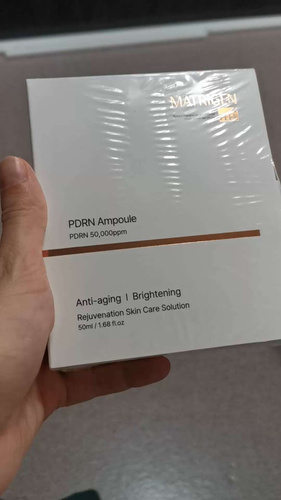 MATRIGEN
PDRN Ampoule
PDRN 50,000ppm
Anti-aging | Brightening
Rejuvenation Skin Care Solution
50ml / 1.68 fl.oz